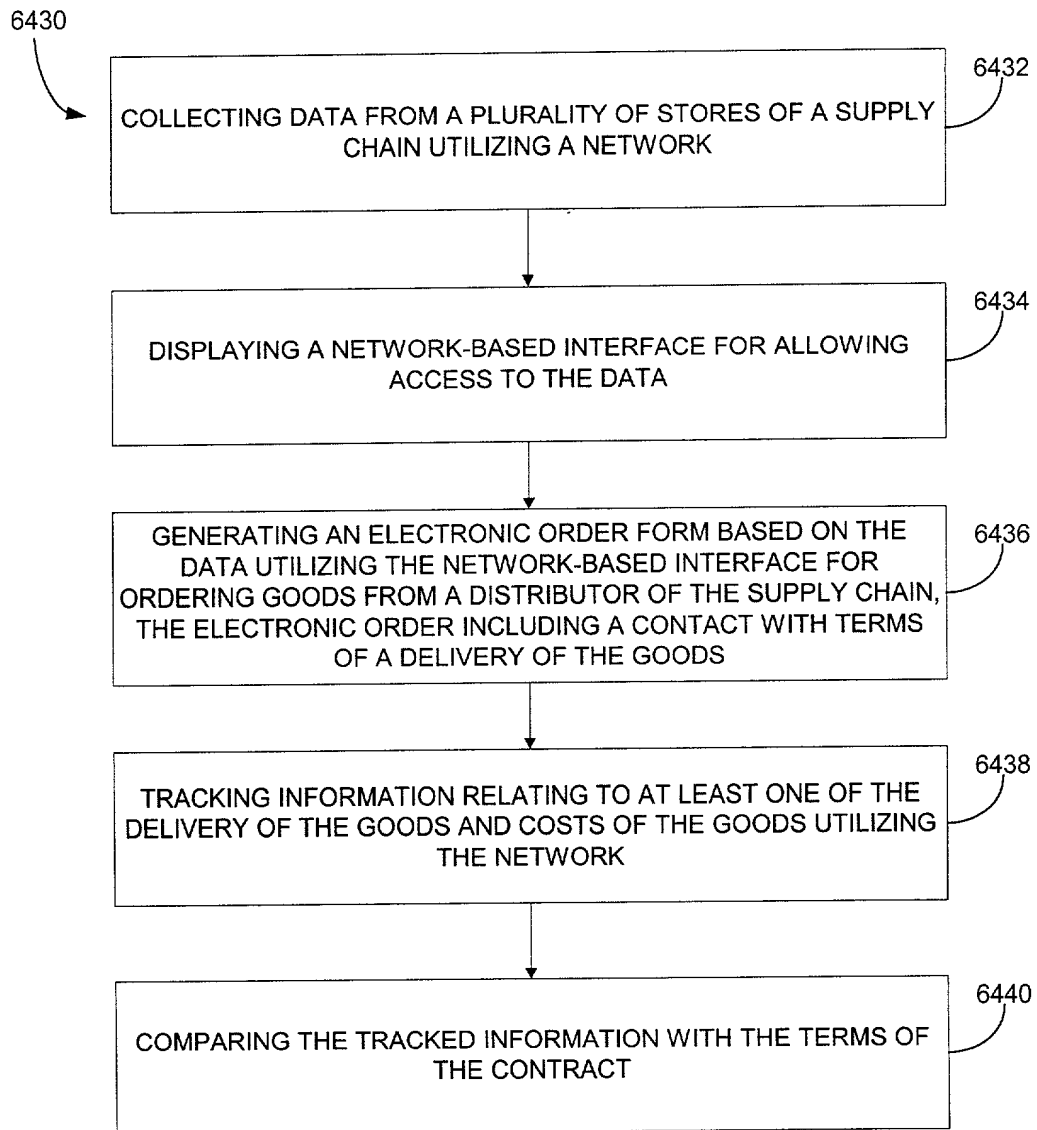 6430
6432
COLLECTING DATA FROM A PLURALITY OF STORES OF A SUPPLY
CHAIN UTILIZING A NETWORK
6434
DISPLAYING A NETWORK-BASED INTERFACE FOR ALLOWING
ACCESS TO THE DATA
6436
GENERATING AN ELECTRONIC ORDER FORM BASED ON THE
DATA UTILIZING THE NETWORK-BASED INTERFACE FOR
ORDERING GOODS FROM A DISTRIBUTOR OF THE SUPPLY CHAIN,
THE ELECTRONIC ORDER INCLUDING A CONTACT WITH TERMS
OF A DELIVERY OF THE GOODS
6438
TRACKING INFORMATION RELATING TO AT LEAST ONE OF THE
DELIVERY OF THE GOODS AND COSTS OF THE GOODS UTILIZING
THE NETWORK
6440
COMPARING THE TRACKED INFORMATION WITH THE TERMS OF
THE CONTRACT